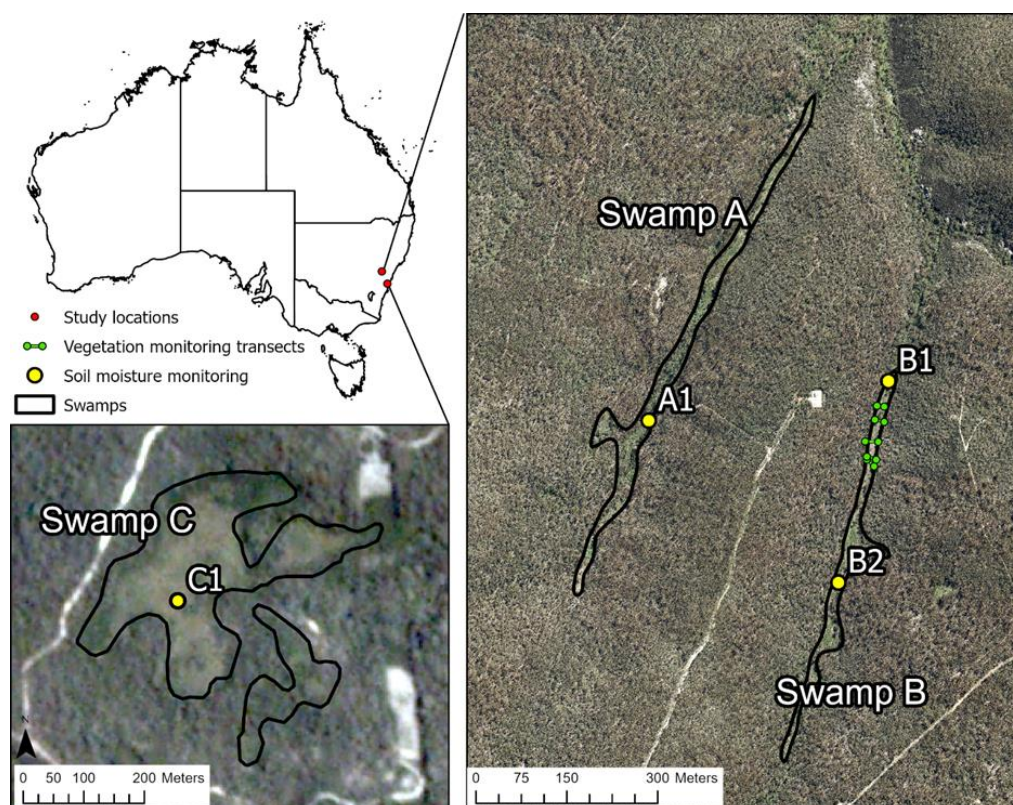 Study locations
Vegetation monitoring transects
Soil moisture monitoring
Swamps
Swamp C
C1
N
0 50 100 200 Meters
Swamp A
A1
B1
B2
Swamp B
0 75 150 300 Meters